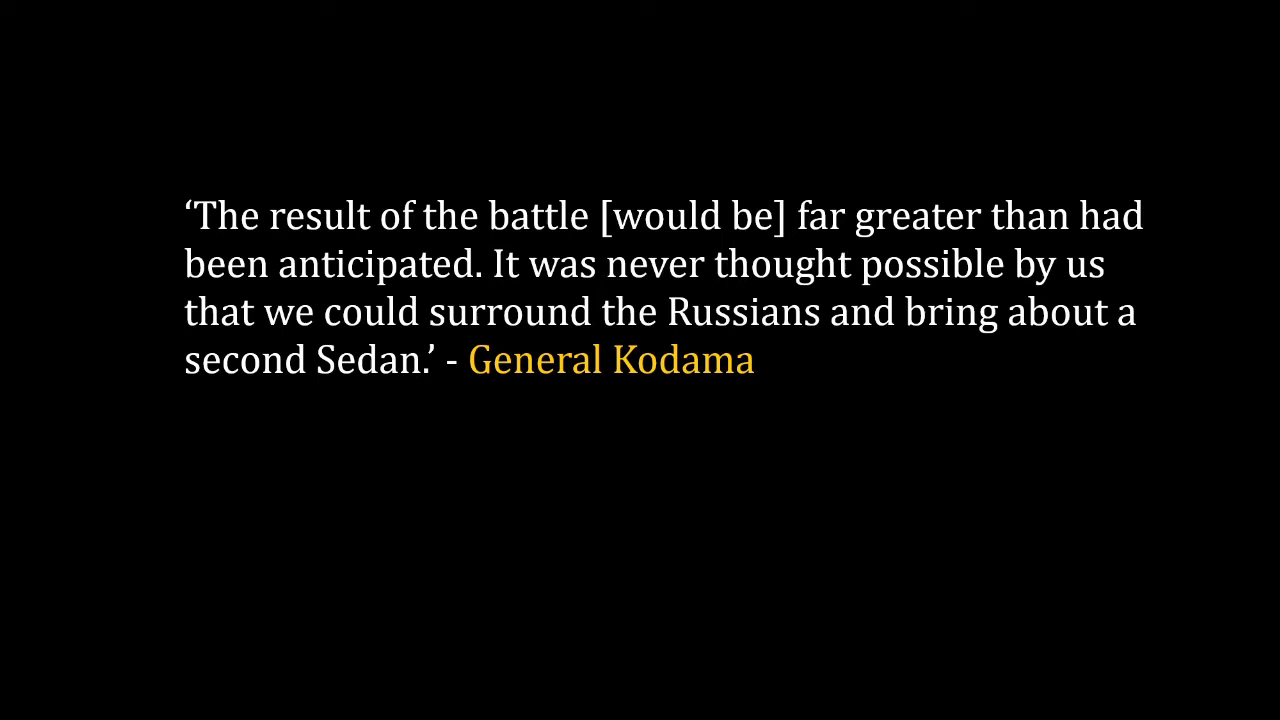 ‘The result of the battle [would be] far greater than had
been anticipated. It was never thought possible by us
that we could surround the Russians and bring about a
second Sedan.’ - General Kodama